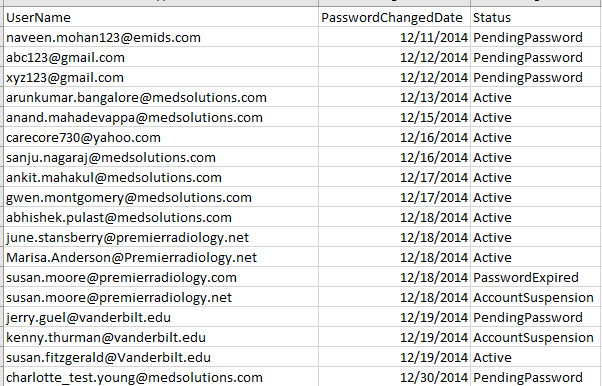 UserName PasswordChangedDate Status
naveen.mohan123@emids.com 12/11/2014 PendingPassword
abc123@gmail.com 12/12/2014 PendingPassword
xyz123@gmail.com 12/12/2014 PendingPassword
arunkumar.bangalore@medsolutions.com 12/13/2014 Active
anand.mahadevappa@medsolutions.com 12/15/2014 Active
carecore730@yahoo.com 12/16/2014 Active
sanju.nagaraj@medsolutions.com 12/16/2014 Active
ankit.mahakul@medsolutions.com 12/17/2014 Active
gwen.montgomery@medsolutions.com 12/17/2014 Active
abhishek.pulast@medsolutions.com 12/18/2014 Active
june.stansberry@premierradiology.net 12/18/2014 Active
Marisa.Anderson@Premierradiology.net 12/18/2014 Active
susan.moore@premierradiology.com 12/18/2014 PasswordExpired
susan.moore@premierradiology.net 12/18/2014 AccountSuspension
jerry.guel@vanderbilt.edu 12/19/2014 PendingPassword
kenny.thurman@vanderbilt.edu 12/19/2014 AccountSuspension
susan.fitzgerald@Vanderbilt.edu 12/19/2014 Active
charlotte_test.young@medsolutions.com 12/30/2014 PendingPassword